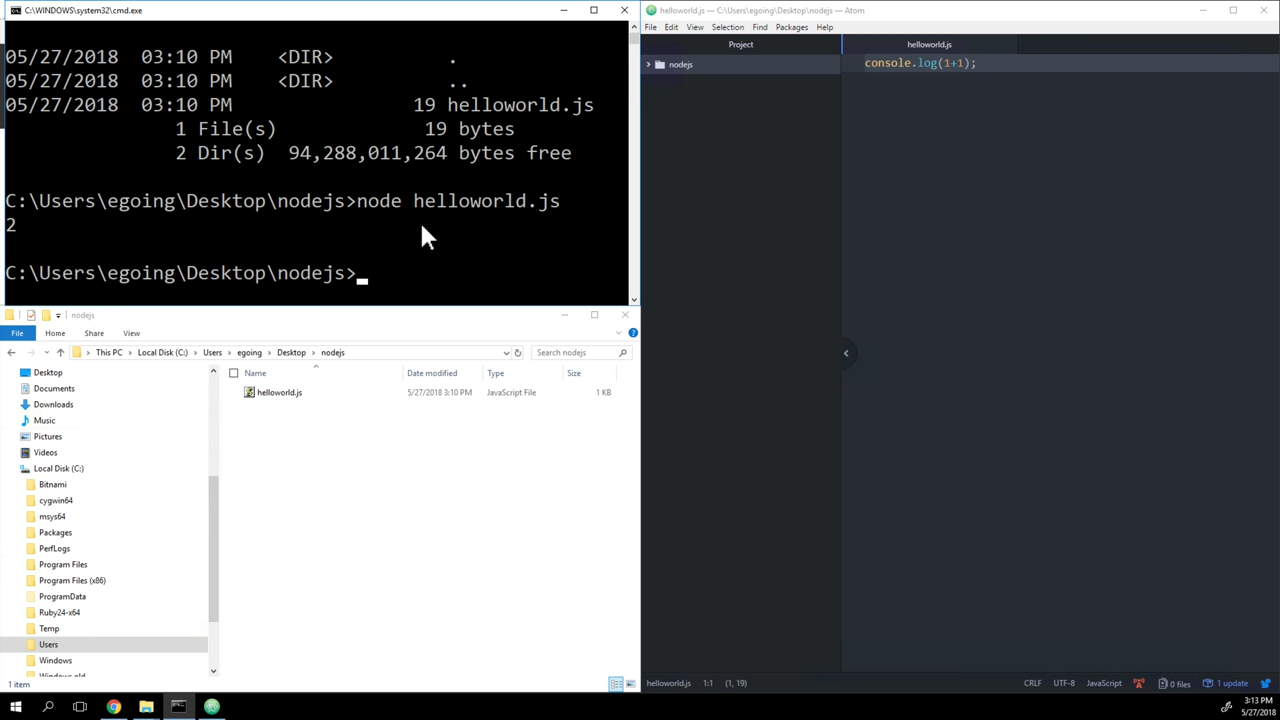 C:\WINDOWS\system32\cmd.exe
05/27/2018 03:10 PM <DIR> .
05/27/2018 03:10 PM <DIR> ..
05/27/2018 03:10 PM 19 helloworld.js
1 File(s) 19 bytes
2 Dir(s) 94,288,011,264 bytes free
C:\Users\egoing\Desktop\nodejs>node helloworld.js
2
C:\Users\egoing\Desktop\nodejs>
nodejs
File Home Share View
This PC Local Disk (C:) Users egoing Desktop nodejs
Search nodejs
Name Date modified Type Size
helloworld.js 5/27/2018 3:10 PM JavaScript File 1 KB
Desktop
Documents
Downloads
Music
Pictures
Videos
Local Disk (C:)
Bitnami
cygwin64
msys64
Packages
PerfLogs
Program Files
Program Files (x86)
ProgramData
Ruby24-x64
Temp
Users
Windows
Windows.old
1 item
helloworld.js — C:\Users\egoing\Desktop\nodejs — Atom
File Edit View Selection Find Packages Help
Project
nodejs
helloworld.js
console.log(1+1);
helloworld.js 1:1 (1, 19)
CRLF UTF-8 JavaScript 0 files 1 update
3:13 PM
5/27/2018